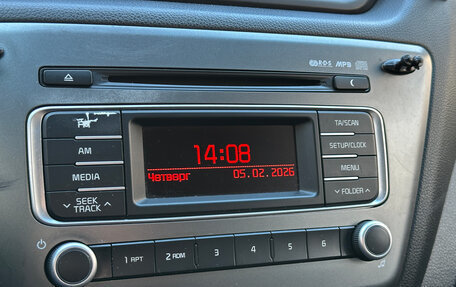 R·D·S MP3
TA/SCAN
AM
14:08
SETUP/CLOCK
MEDIA
Четверг 05.02.2026
MENU
SEEK
TRACK
FOLDER
1 RPT 2 RDM 3 4 5 6